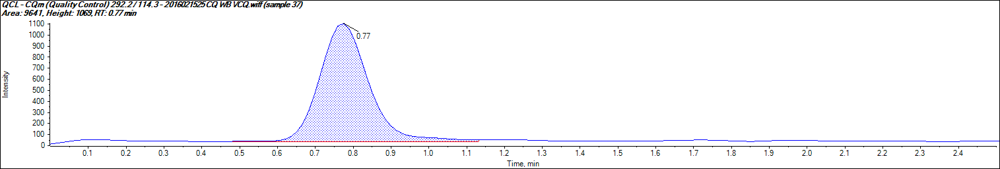 QCL - CQm (Quality Control) 292.2 / 114.3 - 2016021525 CQ WB VCQ.wiff (sample 37)
Area: 9641, Height: 1069, RT: 0.77 min
1100
1000
900
800
700
600
500
400
300
200
100
0
Intensity
0.77
0.1 0.2 0.3 0.4 0.5 0.6 0.7 0.8 0.9 1.0 1.1 1.2 1.3 1.4 1.5 1.6 1.7 1.8 1.9 2.0 2.1 2.2 2.3 2.4
Time, min